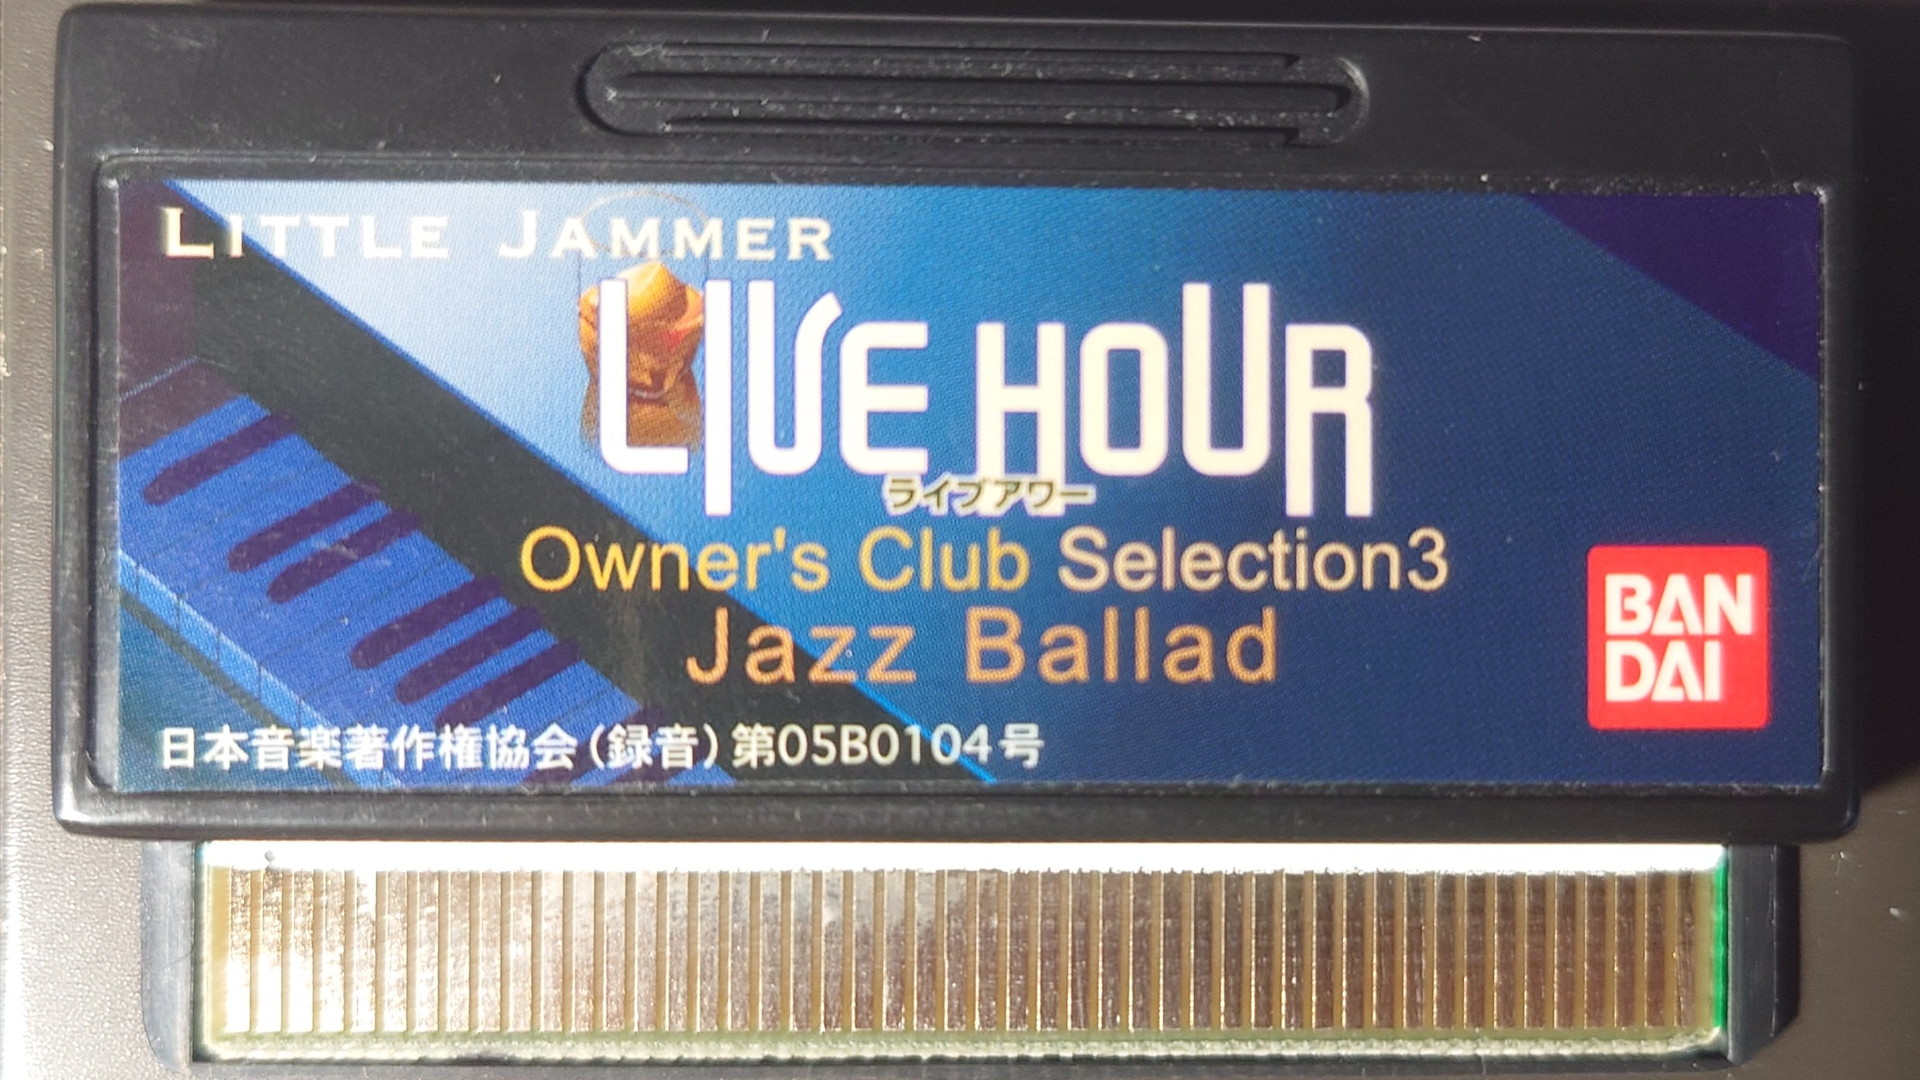 LITTLE JAMMER
LIVE HOUR
ライブアワー
Owner's Club Selection3
Jazz Ballad
BAN
DAI
日本音楽著作権協会(録音)第05B0104号